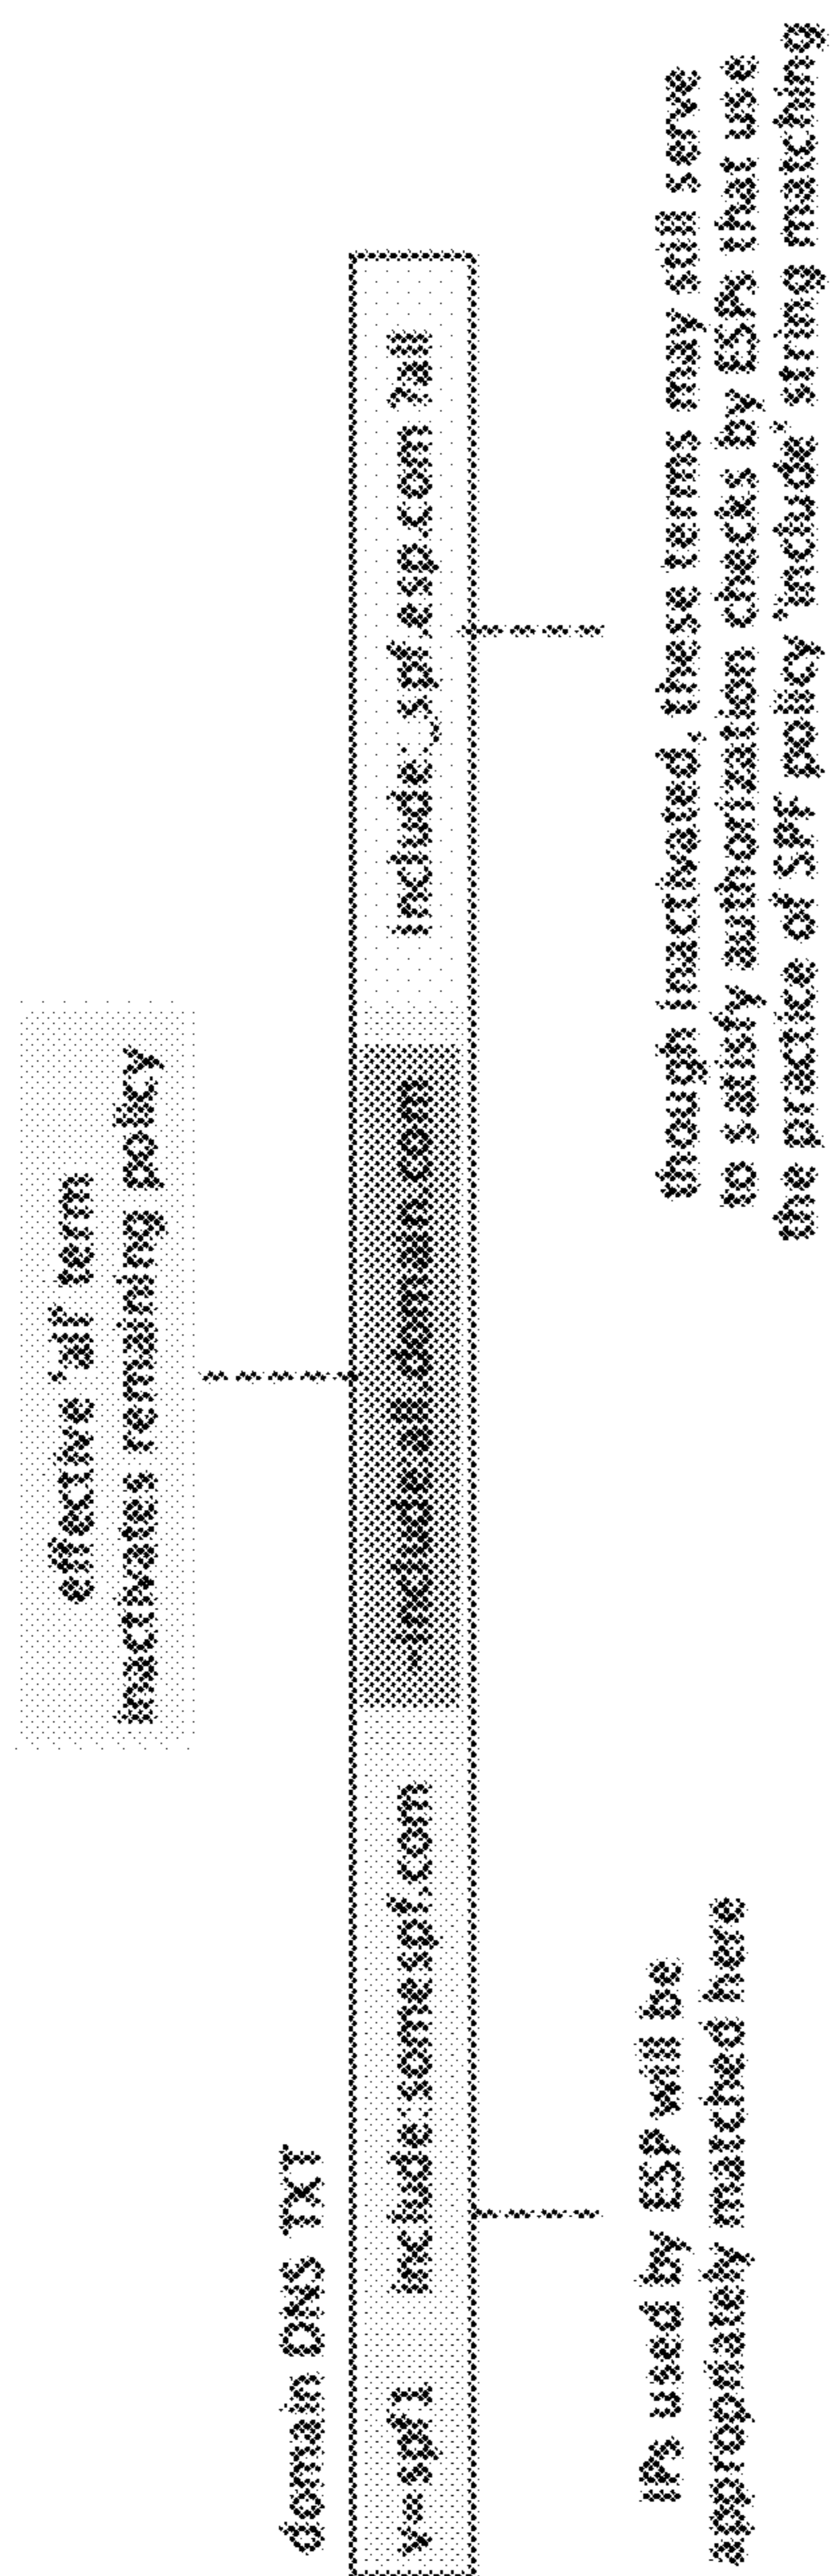 effective 'all' term
inactivates remaining policy
domain DNS TXT
v=spf1 include:somespf.com ~include:all.domain.com include:_spf.esp.com ?all
IPs used by ESP will be
appropriately matched here
though inactivated, these terms may still serve
to satisfy authorization checks by ESPs that use
the practice of SPF policy 'include' string matching